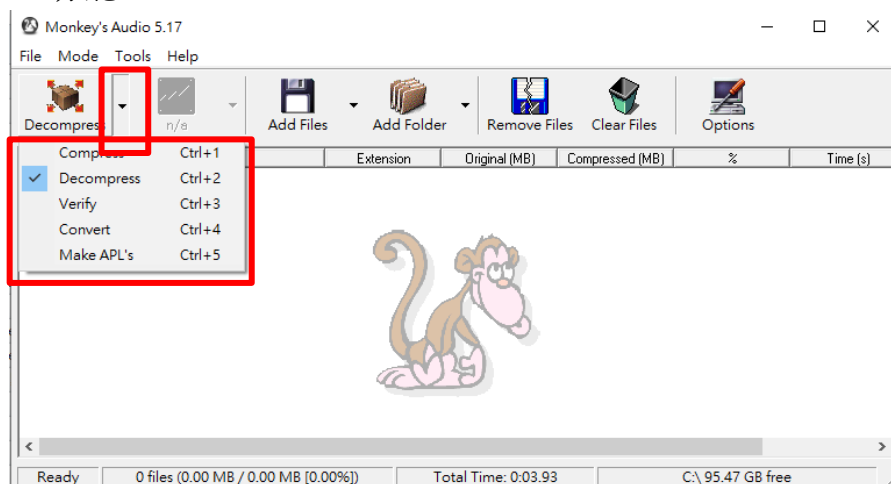 Monkey's Audio 5.17
File Mode Tools Help
Decompress n/a Add Files Add Folder Remove Files Clear Files Options
Extension Original (MB) Compressed (MB) % Time (s)
Compress Ctrl+1
Decompress Ctrl+2
Verify Ctrl+3
Convert Ctrl+4
Make APL's Ctrl+5
Ready 0 files (0.00 MB / 0.00 MB [0.00%]) Total Time: 0:03.93 C:\ 95.47 GB free